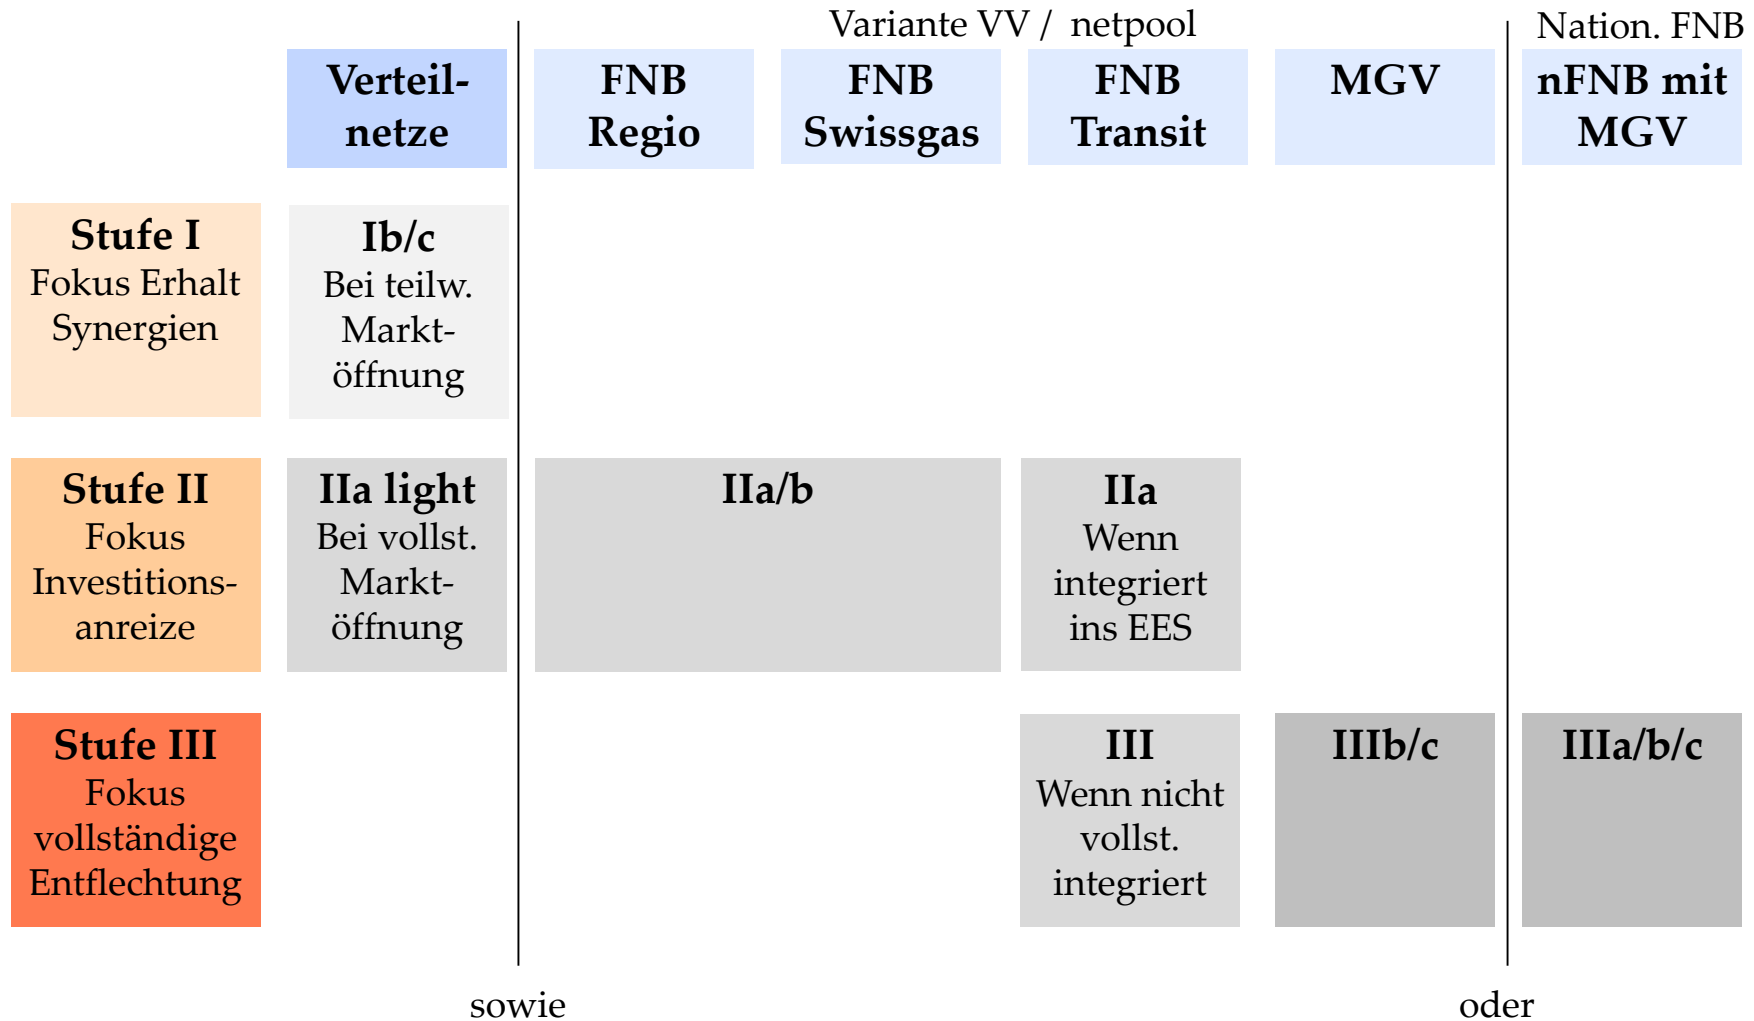 Variante VV / netpool
Nation. FNB
Verteil-
netze
FNB
Regio
FNB
Swissgas
FNB
Transit
MGV
nFNB mit
MGV
Stufe I
Fokus Erhalt
Synergien
Ib/c
Bei teilw.
Markt-
öffnung
Stufe II
Fokus
Investitions-
anreize
IIa light
Bei vollst.
Markt-
öffnung
IIa/b
IIa
Wenn
integriert
ins EES
Stufe III
Fokus
vollständige
Entflechtung
III
Wenn nicht
vollst.
integriert
IIIb/c
IIIa/b/c
sowie
oder